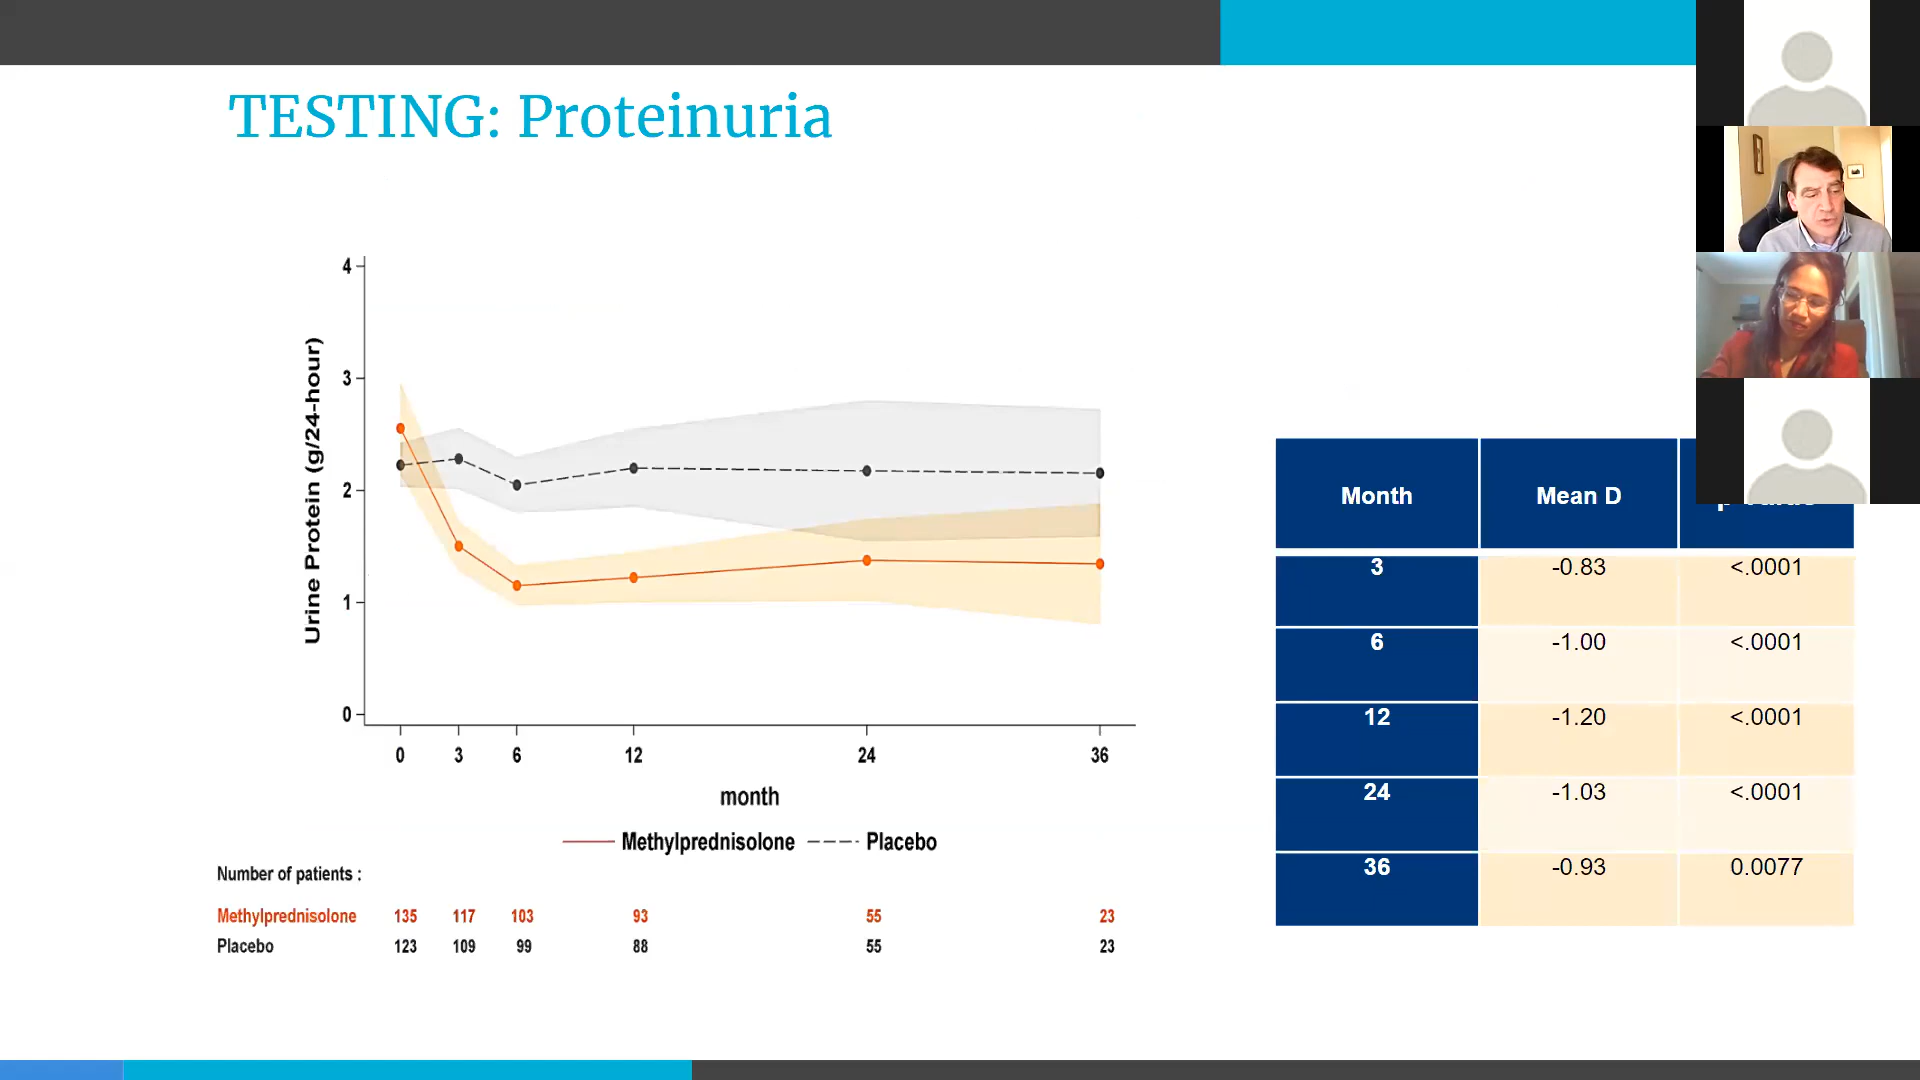 TESTING: Proteinuria
4
3
2
1
0
Urine Protein (g/24-hour)
0 3 6 12 24 36
month
Methylprednisolone Placebo
Number of patients :
Methylprednisolone 135 117 103 93 55 23
Placebo 123 109 99 88 55 23
Month Mean D
3 -0.83 <.0001
6 -1.00 <.0001
12 -1.20 <.0001
24 -1.03 <.0001
36 -0.93 0.0077